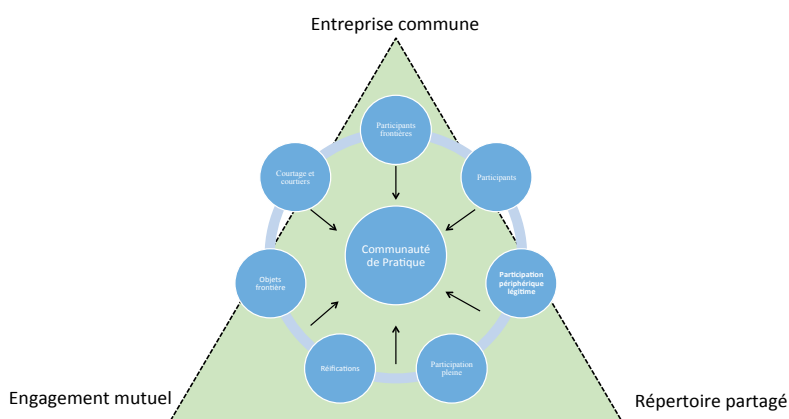 Entreprise commune
Participants
frontières
Courtage et
courtiers
Participants
Communauté
de Pratique
Objets
frontière
Participation
périphérique
légitime
Réifications
Participation
pleine
Engagement mutuel
Répertoire partagé